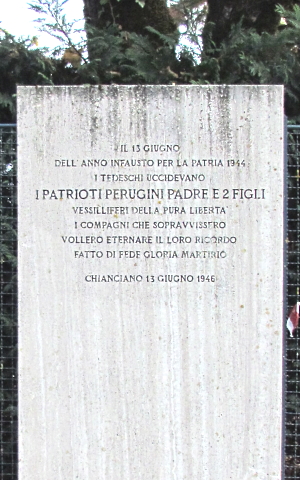 IL 13 GIUGNO
DELL' ANNO INFAUSTO PER LA PATRIA 1944
I TEDESCHI UCCIDEVANO
I PATRIOTI PERUGINI PADRE E 2 FIGLI
VESSILLIFERI DELLA PURA LIBERTA'
I COMPAGNI CHE SOPRAVVISSERO
VOLLERO ETERNARE IL LORO RICORDO
FATTO DI FEDE GLORIA MARTIRIO
CHIANCIANO 13 GIUGNO 1946